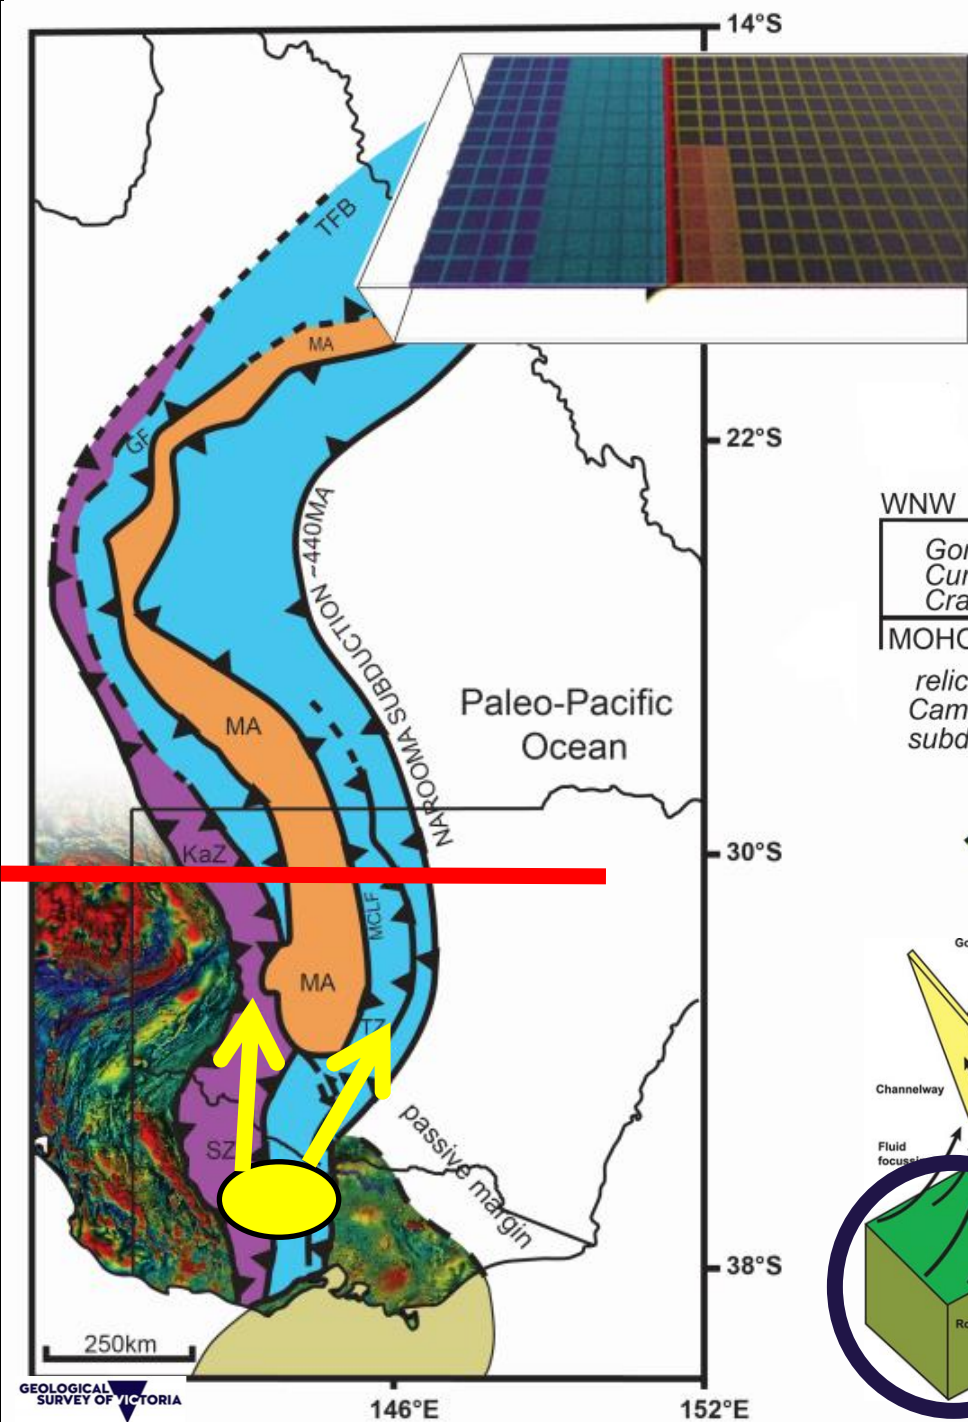 14°S
TFB
MA
GF
22°S
NAROOMA SUBDUCTION ~440MA
WNW
MOHO
relic
Cam
subd
Paleo-Pacific
Ocean
MA
KaZ
30°S
MCLF
MA
TZ
Channelway
passive margin
SZ
Fluid
38°S
250km
GEOLOGICAL
SURVEY OF VICTORIA
146°E
152°E